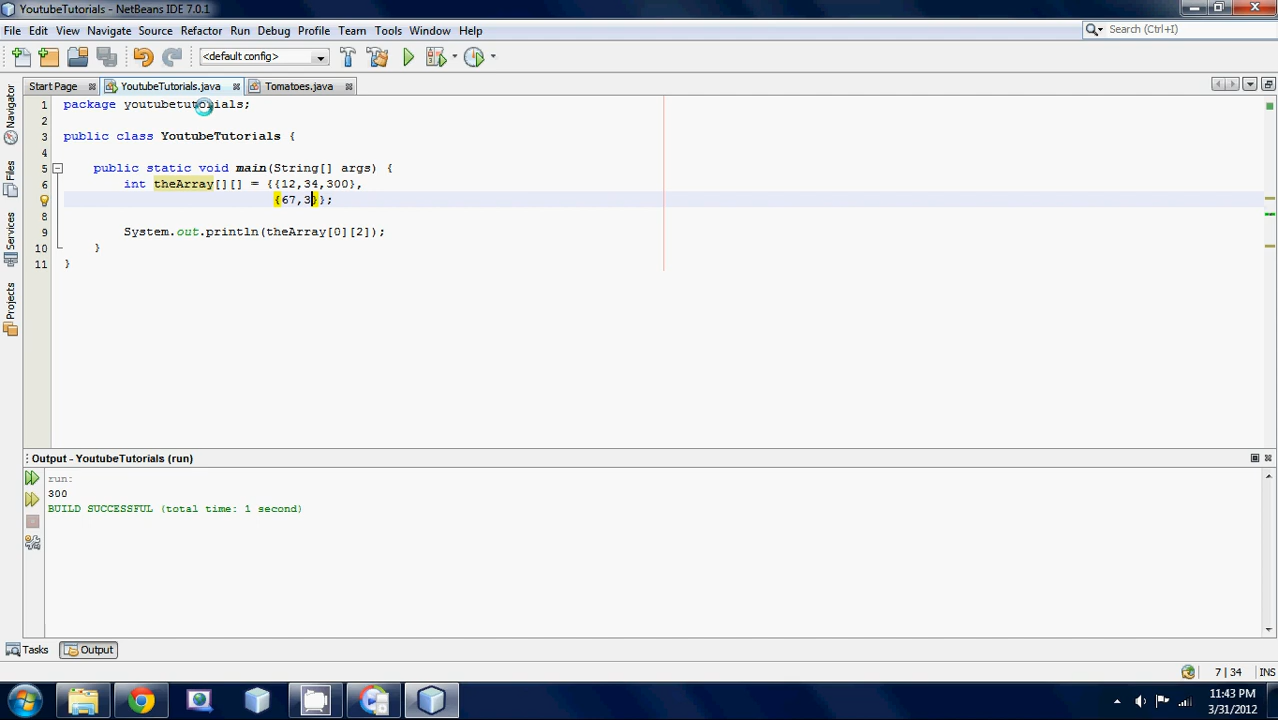 YoutubeTutorials - NetBeans IDE 7.0.1
File Edit View Navigate Source Refactor Run Debug Profile Team Tools Window Help
Search (Ctrl+I)
<default config>
Start Page YoutubeTutorials.java Tomatoes.java
Navigator
Files
Services
Projects
1 package youtubetutorials;
2
3 public class YoutubeTutorials {
4
5 public static void main(String[] args) {
6 int theArray[][] = {{12,34,300},
{67,3}};
8
9 System.out.println(theArray[0][2]);
10 }
11 }
Output - YoutubeTutorials (run)
run:
300
BUILD SUCCESSFUL (total time: 1 second)
Tasks Output
7 | 34 INS
11:43 PM
3/31/2012